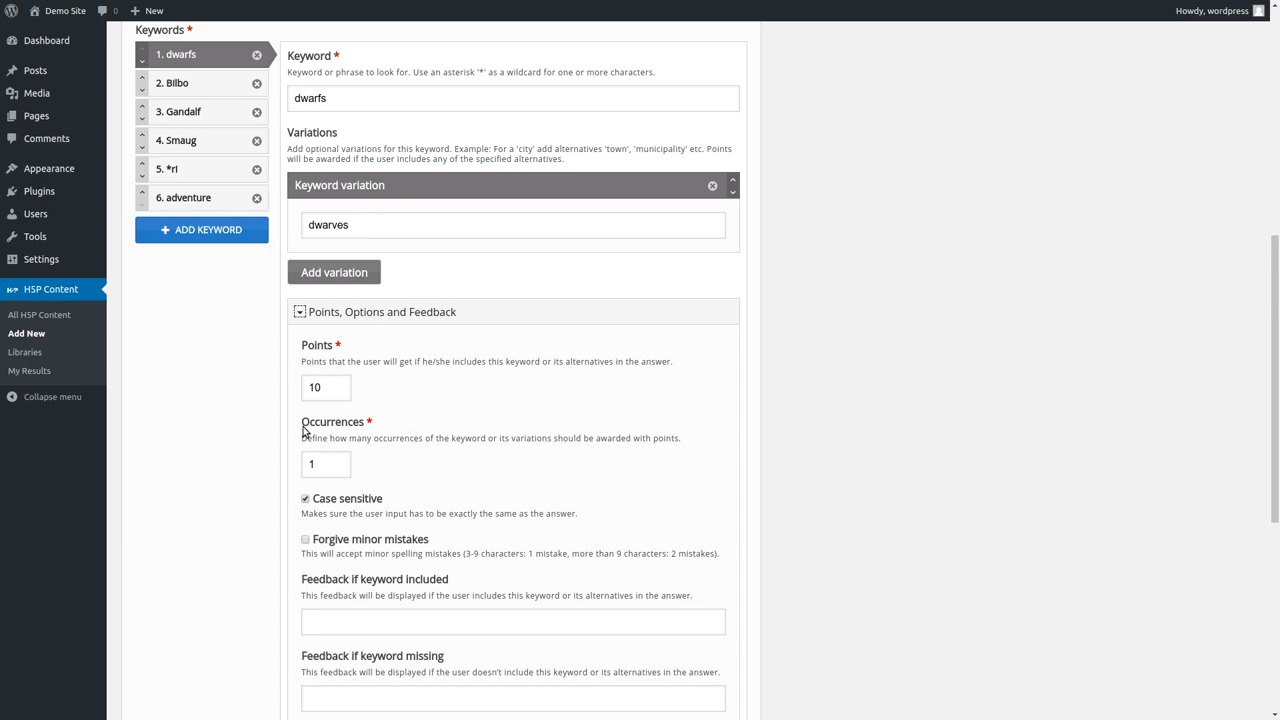 Demo Site
0
New
Howdy, wordpress
Dashboard
Posts
Media
Pages
Comments
Appearance
Plugins
Users
Tools
Settings
H5P H5P Content
All H5P Content
Add New
Libraries
My Results
Collapse menu
Keywords *
1. dwarfs
2. Bilbo
3. Gandalf
4. Smaug
5. *ri
6. adventure
ADD KEYWORD
Keyword *
Keyword or phrase to look for. Use an asterisk '*' as a wildcard for one or more characters.
dwarfs
Variations
Add optional variations for this keyword. Example: For a 'city' add alternatives 'town', 'municipality' etc. Points
will be awarded if the user includes any of the specified alternatives.
Keyword variation
dwarves
Add variation
Points, Options and Feedback
Points *
Points that the user will get if he/she includes this keyword or its alternatives in the answer.
10
Occurrences *
Define how many occurrences of the keyword or its variations should be awarded with points.
1
Case sensitive
Makes sure the user input has to be exactly the same as the answer.
Forgive minor mistakes
This will accept minor spelling mistakes (3-9 characters: 1 mistake, more than 9 characters: 2 mistakes).
Feedback if keyword included
This feedback will be displayed if the user includes this keyword or its alternatives in the answer.
Feedback if keyword missing
This feedback will be displayed if the user doesn't include this keyword or its alternatives in the answer.